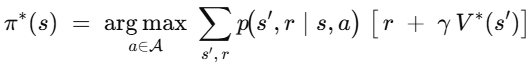 π*(s) = arg max_{a∈𝒜} ∑_{s′, r} p(s′, r | s, a) [r + γ V*(s′)]